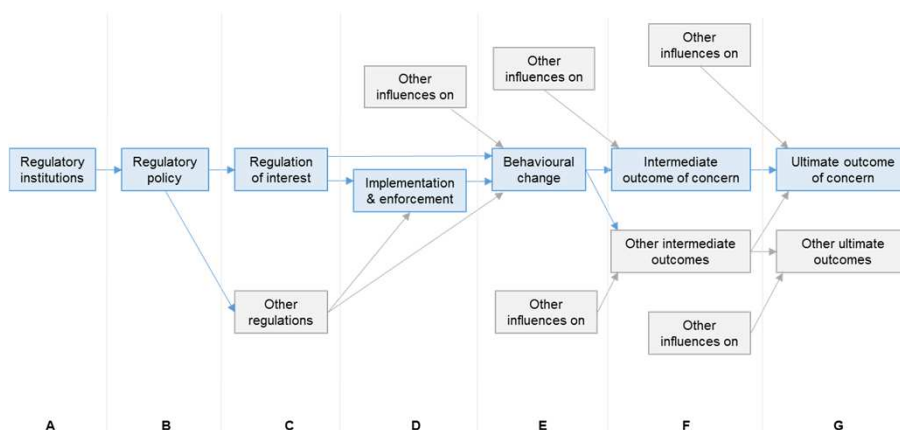 Other
influences on
Other
influences on
Other
influences on
Regulatory
institutions
Regulatory
policy
Regulation
of interest
Implementation
& enforcement
Behavioural
change
Intermediate
outcome of concern
Ultimate outcome
of concern
Other intermediate
outcomes
Other ultimate
outcomes
Other
regulations
Other
influences on
Other
influences on
A
B
C
D
E
F
G